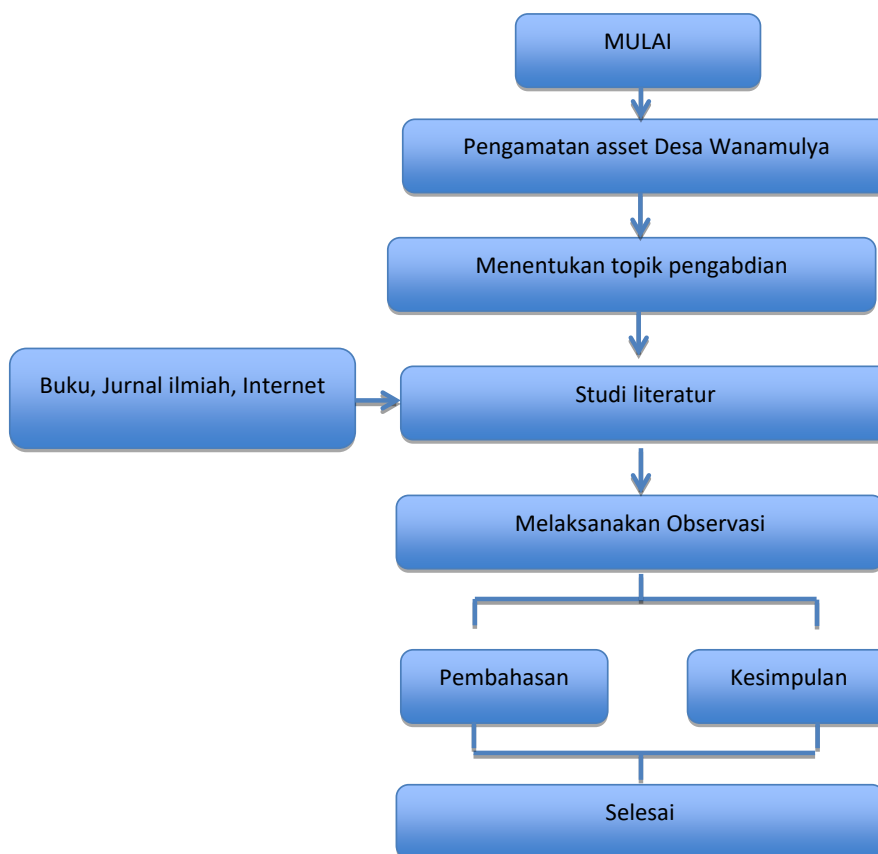 MULAI
Pengamatan asset Desa Wanamulya
Menentukan topik pengabdian
Buku, Jurnal ilmiah, Internet
Studi literatur
Melaksanakan Observasi
Pembahasan
Kesimpulan
Selesai